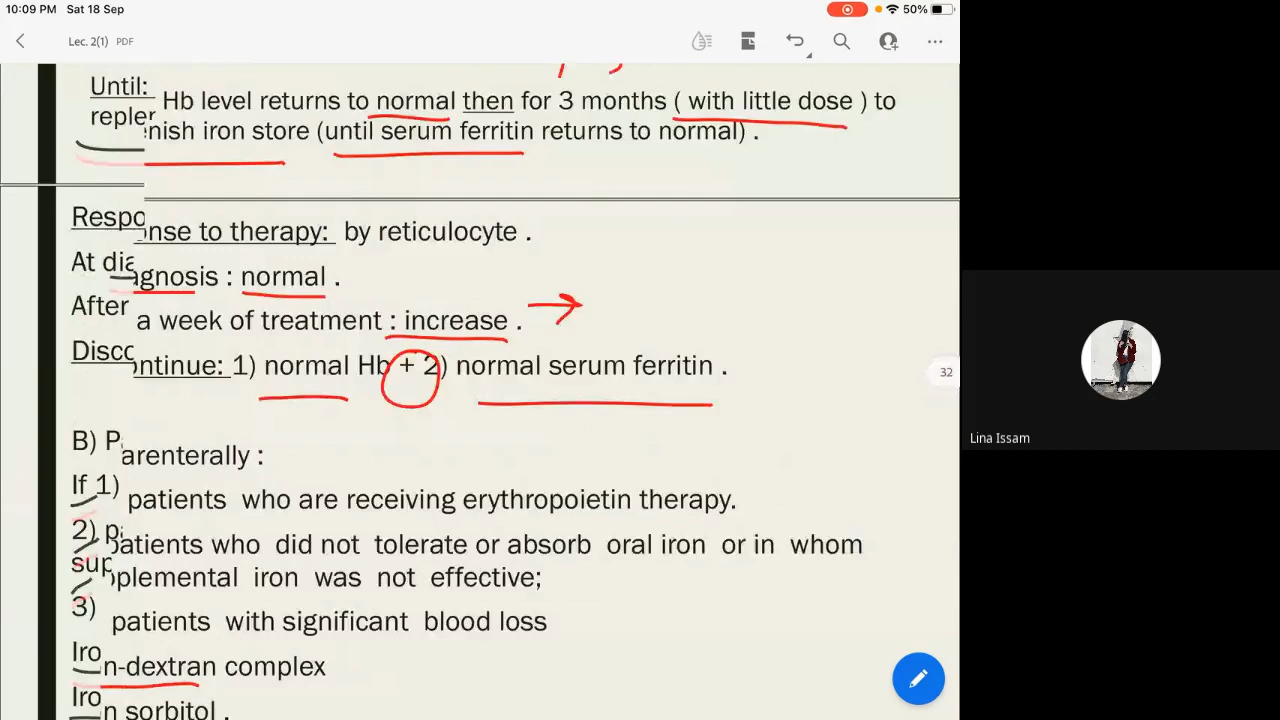 10:09 PM Sat 18 Sep 50%
Lec. 2(1) PDF
Until: Hb level returns to normal then for 3 months ( with little dose ) to
replenish iron store (until serum ferritin returns to normal) .
Response to therapy: by reticulocyte .
At diagnosis : normal .
After a week of treatment : increase .
Discontinue: 1) normal Hb + 2) normal serum ferritin .
32
B) Parenterally :
If 1) patients who are receiving erythropoietin therapy.
2) patients who did not tolerate or absorb oral iron or in whom
supplemental iron was not effective;
3) patients with significant blood loss
Iron-dextran complex
Iron sorbitol .
Lina Issam